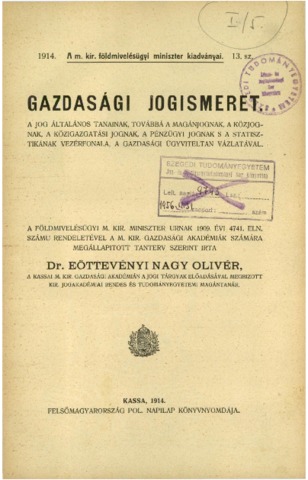 I/5.
1914. A m. kir. földmivelésügyi miniszter kiadványai. 13. sz.
GAZDASÁGI JOGISMERET.
A JOG ÁLTALÁNOS TANAINAK, TOVÁBBÁ A MAGÁNJOGNAK, A KÖZJOG-
NAK, A KÖZIGAZGATÁSI JOGNAK, A PÉNZÜGYI JOGNAK S A STATISZ-
TIKÁNAK VEZÉRFONALA, A GAZDASÁGI ÜGYVITELTAN VÁZLATÁVAL.
SZEGEDI TUDOMÁNYEGYETEM
A FÖLDMIVELÉSÜGYI M. KIR. MINISZTER URNAK 1909. ÉVI 4741. ELN.
SZÁMU RENDELETÉVEL A M. KIR. GAZDASÁGI AKADÉMIÁK SZÁMÁRA
MEGÁLLAPITOTT TANTERV SZERINT IRTA
Dr. EÖTTEVÉNYI NAGY OLIVÉR,
A KASSAI M. KIR. GAZDASÁGI AKADÉMIÁN A JOGI TÁRGYAK ELŐADÁSÁVAL MEGBIZOTT
KIR. JOGAKADÉMIAI RENDES ÉS TUDOMÁNYEGYETEMI MAGÁNTANÁR.
KASSA, 1914.
FELSŐMAGYARORSZÁG POL. NAPILAP KÖNYVNYOMDÁJA.